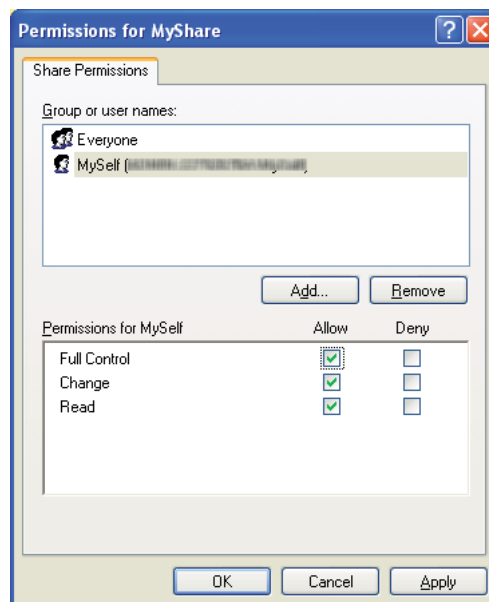 Permissions for MyShare
Share Permissions
Group or user names:
Everyone
MySelf (
Add... Remove
Permissions for MySelf Allow Deny
Full Control
Change
Read
OK Cancel Apply